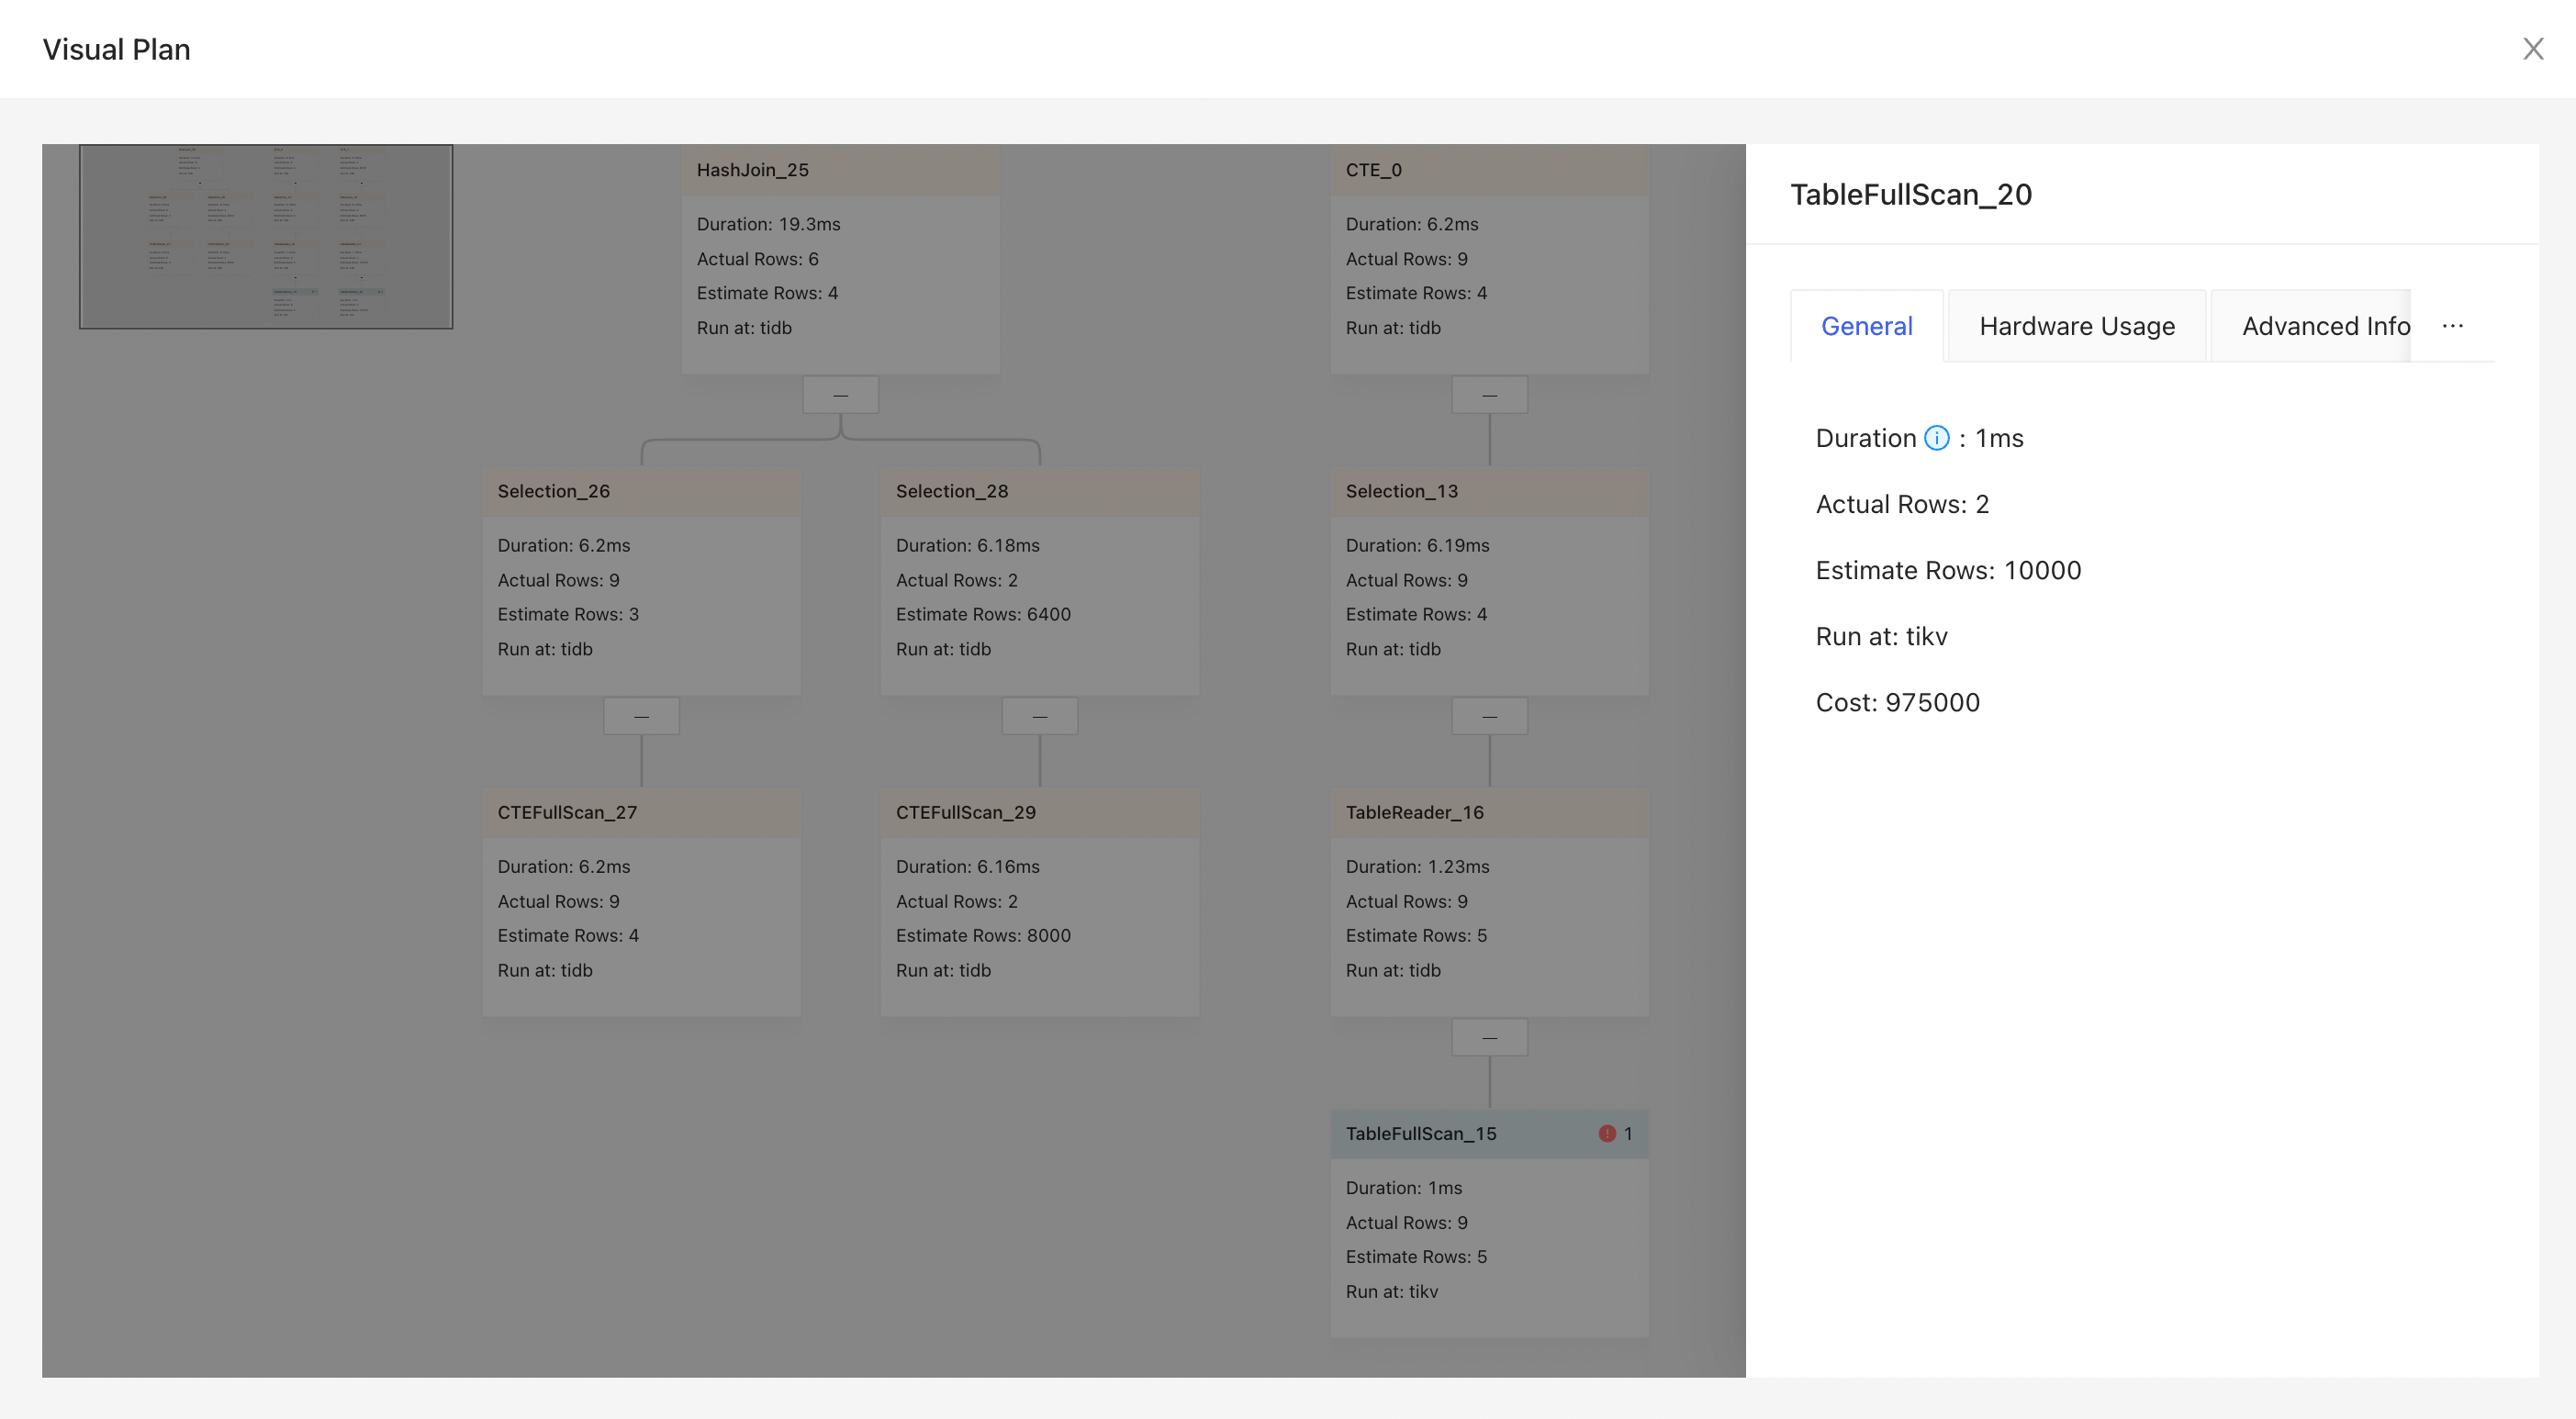 Visual Plan
HashJoin_25
Duration: 19.3ms
Actual Rows: 6
Estimate Rows: 4
Run at: tidb
CTE_0
Duration: 6.2ms
Actual Rows: 9
Estimate Rows: 4
Run at: tidb
Selection_26
Duration: 6.2ms
Actual Rows: 9
Estimate Rows: 3
Run at: tidb
Selection_28
Duration: 6.18ms
Actual Rows: 2
Estimate Rows: 6400
Run at: tidb
Selection_13
Duration: 6.19ms
Actual Rows: 9
Estimate Rows: 4
Run at: tidb
CTEFullScan_27
Duration: 6.2ms
Actual Rows: 9
Estimate Rows: 4
Run at: tidb
CTEFullScan_29
Duration: 6.16ms
Actual Rows: 2
Estimate Rows: 8000
Run at: tidb
TableReader_16
Duration: 1.23ms
Actual Rows: 9
Estimate Rows: 5
Run at: tidb
TableFullScan_15 1
Duration: 1ms
Actual Rows: 9
Estimate Rows: 5
Run at: tikv
TableFullScan_20
General Hardware Usage Advanced Info ...
Duration : 1ms
Actual Rows: 2
Estimate Rows: 10000
Run at: tikv
Cost: 975000